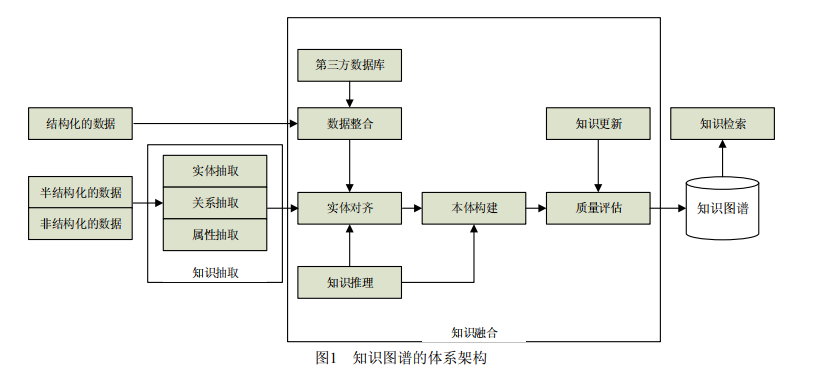 第三方数据库
结构化的数据
数据整合
知识更新
知识检索
实体抽取
半结构化的数据
关系抽取
实体对齐
本体构建
质量评估
知识图谱
非结构化的数据
属性抽取
知识抽取
知识推理
知识融合
图1 知识图谱的体系架构